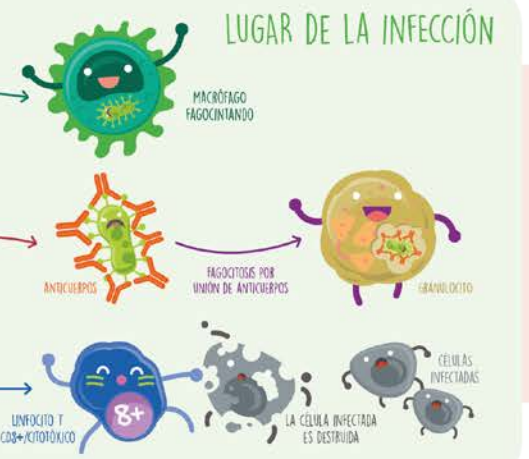 LUGAR DE LA INFECCIÓN
MACRÓFAGO
FAGOCINTANDO
ANTICUERPOS
FAGOCITOSIS POR
UNIÓN DE ANTICUERPOS
GRANULOCITO
CÉLULAS
INFECTADAS
8+
LINFOCITO T
CD8+/CITOTÓXICO
LA CÉLULA INFECTADA
ES DESTRUIDA